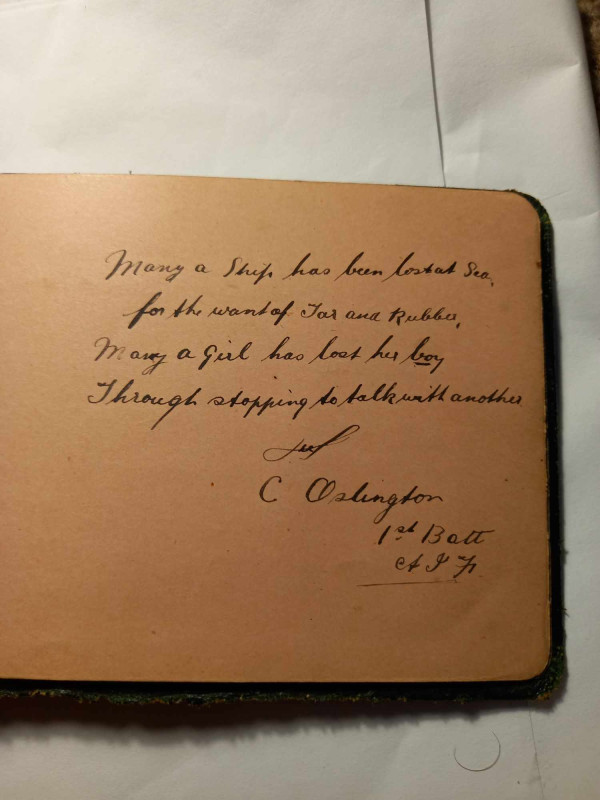 Many a Ship has been lost at Sea,
for the want of Tar and Rubber,
Many a Girl has lost her boy
Through stopping to talk with another
C Oslington
1st Batt
A I F